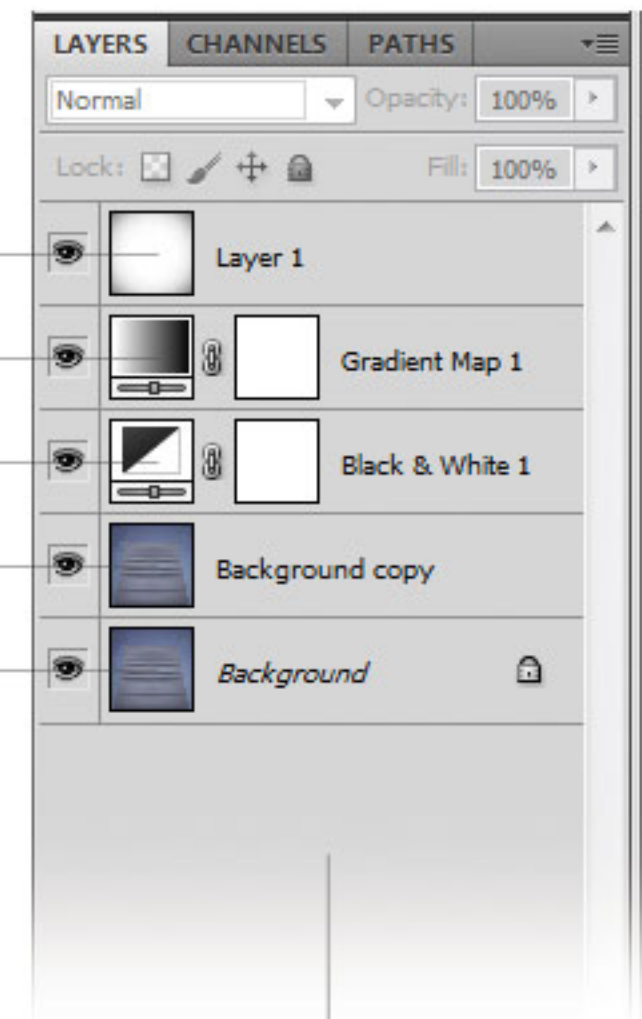 LAYERS CHANNELS PATHS
Normal Opacity: 100%
Lock: Fill: 100%
Layer 1
Gradient Map 1
Black & White 1
Background copy
Background